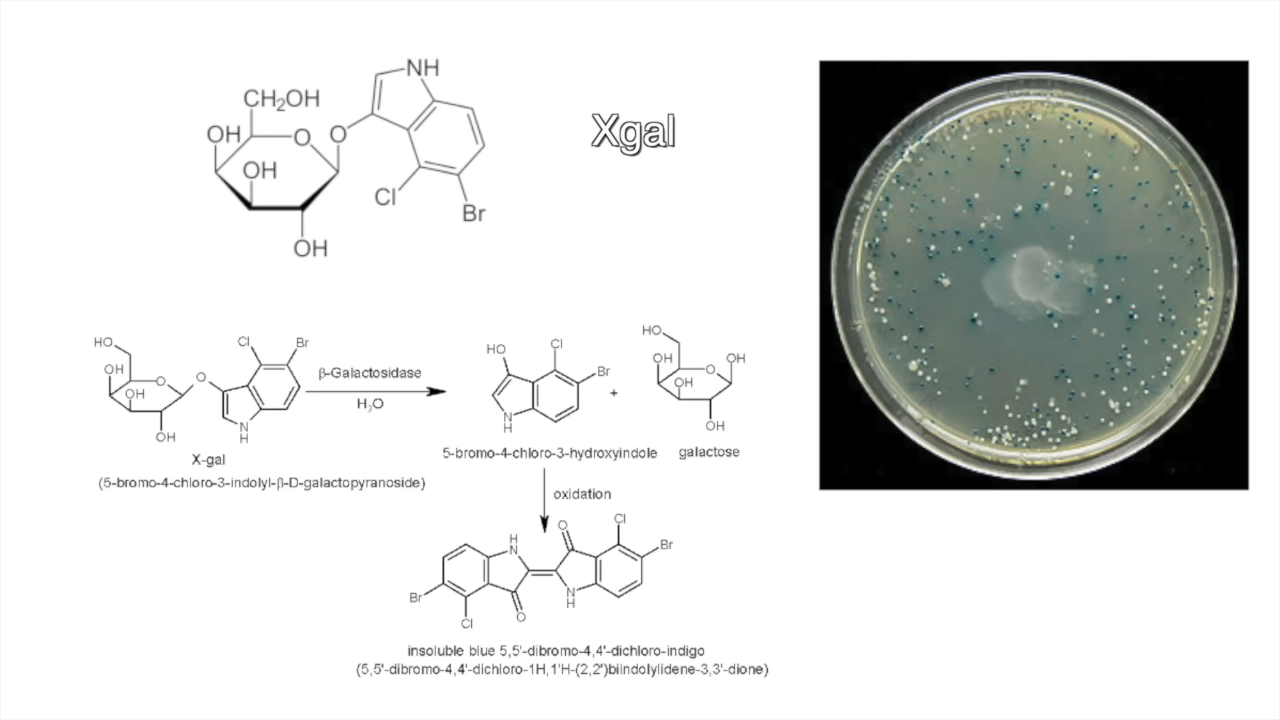 NH
CH₂OH
OH
O
O
OH
Cl
Br
OH
Xgal
HO
OH
O
O
OH
OH
Cl
Br
N
H
X-gal
(5-bromo-4-chloro-3-indolyl-β-D-galactopyranoside)
β-Galactosidase
H₂O
HO
Cl
Br
N
H
5-bromo-4-chloro-3-hydroxyindole
+
HO
OH
O
OH
OH
OH
galactose
oxidation
H
N
O
Cl
Br
Br
Cl
O
N
H
insoluble blue 5,5'-dibromo-4,4'-dichloro-indigo
(5,5'-dibromo-4,4'-dichloro-1H,1'H-(2,2')biindolylidene-3,3'-dione)